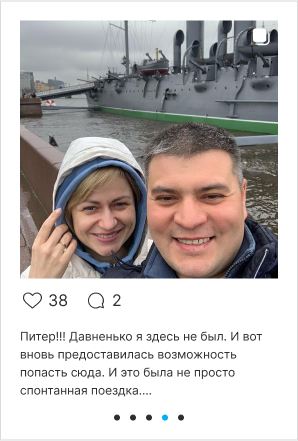 38 2
Питер!!! Давненько я здесь не был. И вот
вновь предоставилась возможность
попасть сюда. И это была не просто
спонтанная поездка....